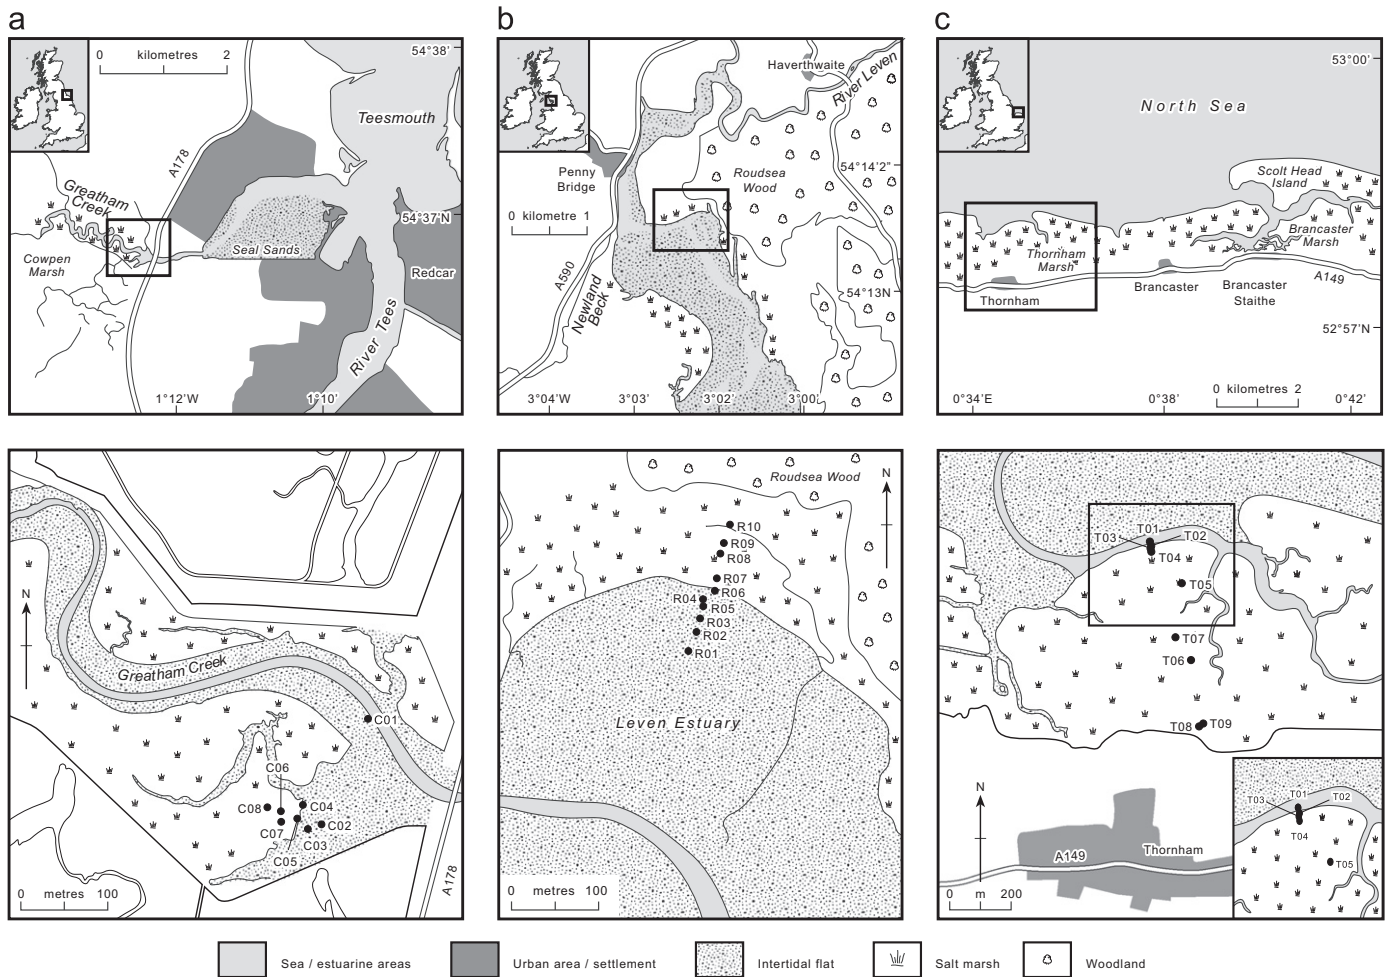 a
kilometres
0 2
54°38'
Teesmouth
A178
Greatham
Creek
54°37'N
Seal Sands
Cowpen
Marsh
Redcar
River Tees
1°12'W
1°10'
b
Haverthwaite
River Leven
54°14'2"
Penny
Bridge
Roudsea
Wood
0 kilometre 1
A590
Newland
Beck
54°13'N
3°04'W
3°03'
3°02'
3°00'
c
53°00'
North Sea
Scolt Head
Island
Brancaster
Marsh
Thornham
Marsh
A149
Thornham
Brancaster
Brancaster
Staithe
52°57'N
0 kilometres 2
0°34'E
0°38'
0°42'
N
Greatham Creek
C01
C06
C08
C04
C02
C07
C03
C05
0 metres 100
A178
Roudsea Wood
N
R10
R09
R08
R07
R06
R04
R05
R03
R02
R01
Leven Estuary
0 metres 100
T01
T03
T02
T04
T05
T07
T06
T08
T09
N
A149
Thornham
0 m 200
T01
T03
T02
T04
T05
Sea / estuarine areas
Urban area / settlement
Intertidal flat
Salt marsh
Woodland